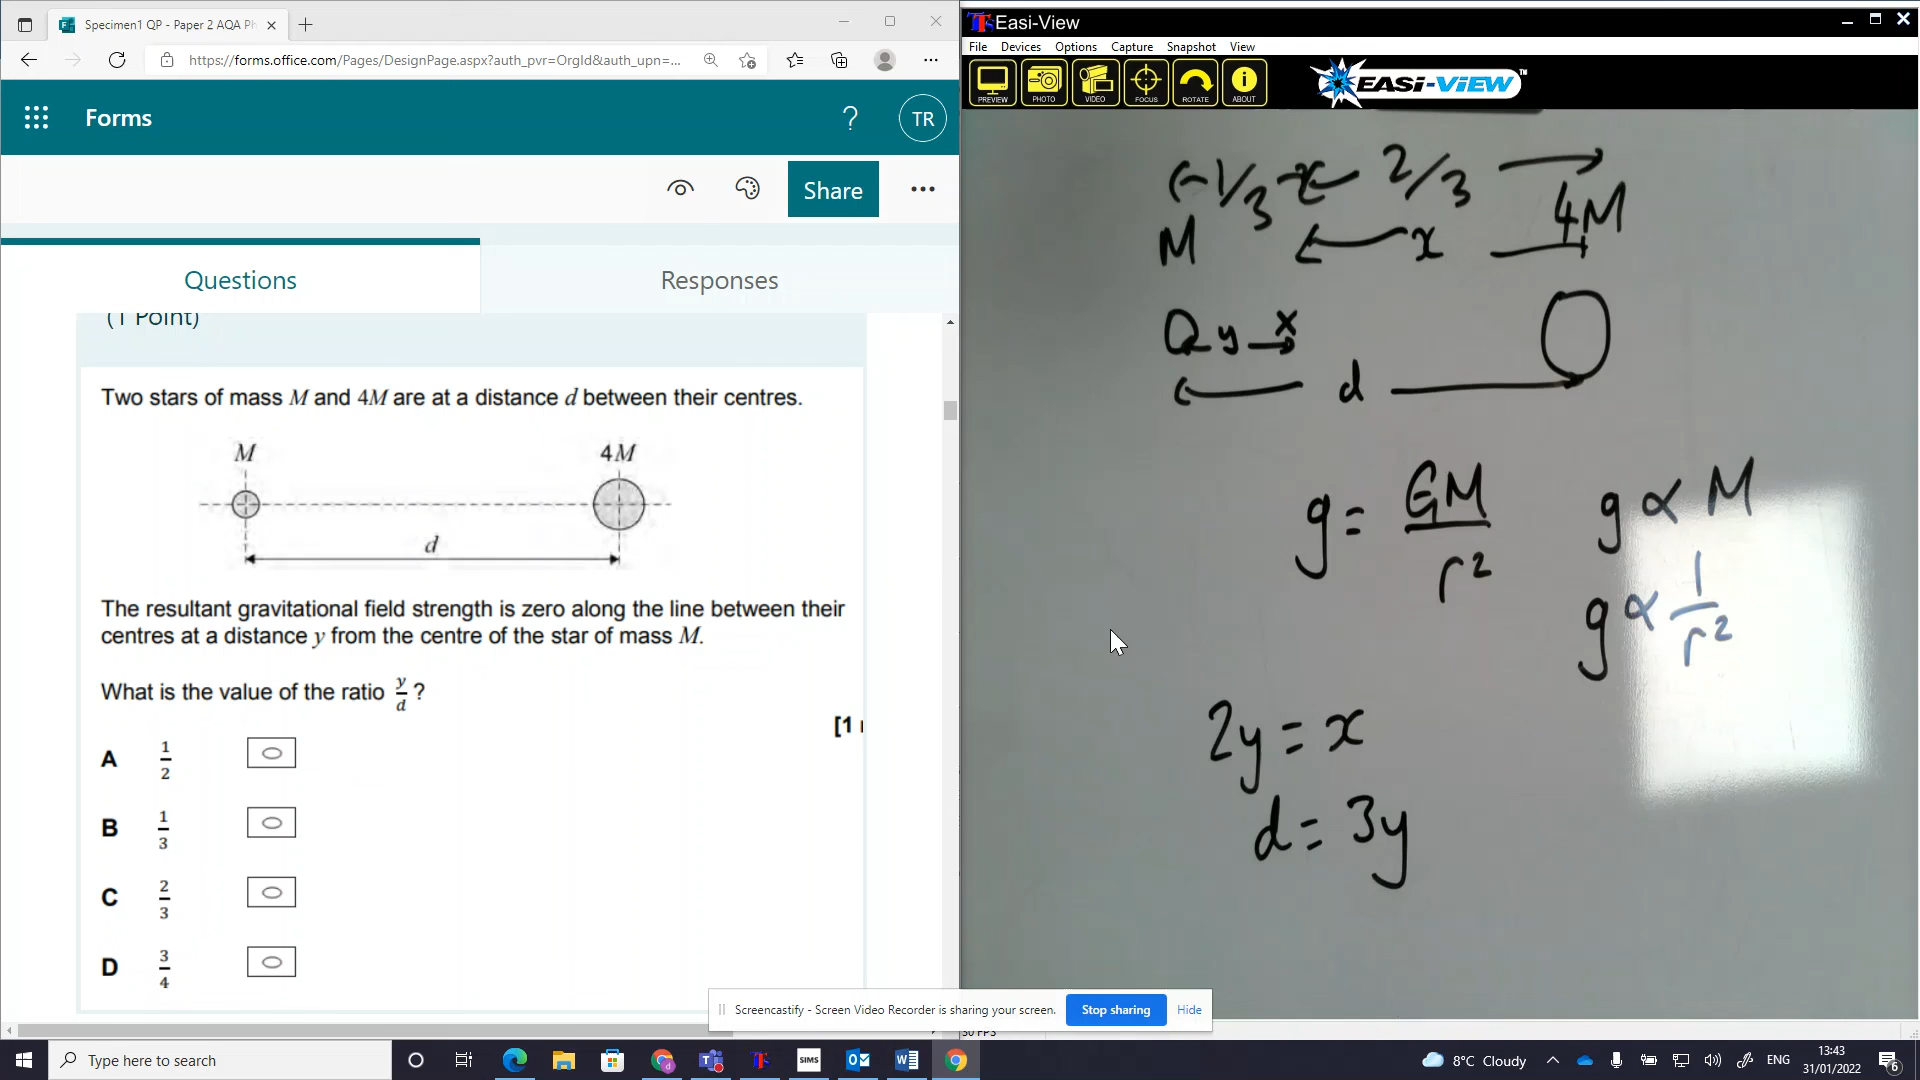 Specimen1 QP - Paper 2 AQA Ph
https://forms.office.com/Pages/DesignPage.aspx?auth_pvr=OrgId&auth_upn=...
Forms
?
TR
Share
Questions
Responses
(1 Point)
Two stars of mass M and 4M are at a distance d between their centres.
M
4M
d
The resultant gravitational field strength is zero along the line between their
centres at a distance y from the centre of the star of mass M.
What is the value of the ratio y/d ?
[1
A 1/2
B 1/3
C 2/3
D 3/4
Easi-View
File Devices Options Capture Snapshot View
PREVIEW PHOTO VIDEO FOCUS ROTATE ABOUT
EASI-VIEW™
1/3 x 2/3
M x 4M
y x
d
g = GM/r² g ∝ M
g ∝ 1/r²
2y = x
d = 3y
Screencastify - Screen Video Recorder is sharing your screen.
Stop sharing
Hide
30 FPS
Type here to search
SIMS
8°C Cloudy
ENG
13:43
31/01/2022
6